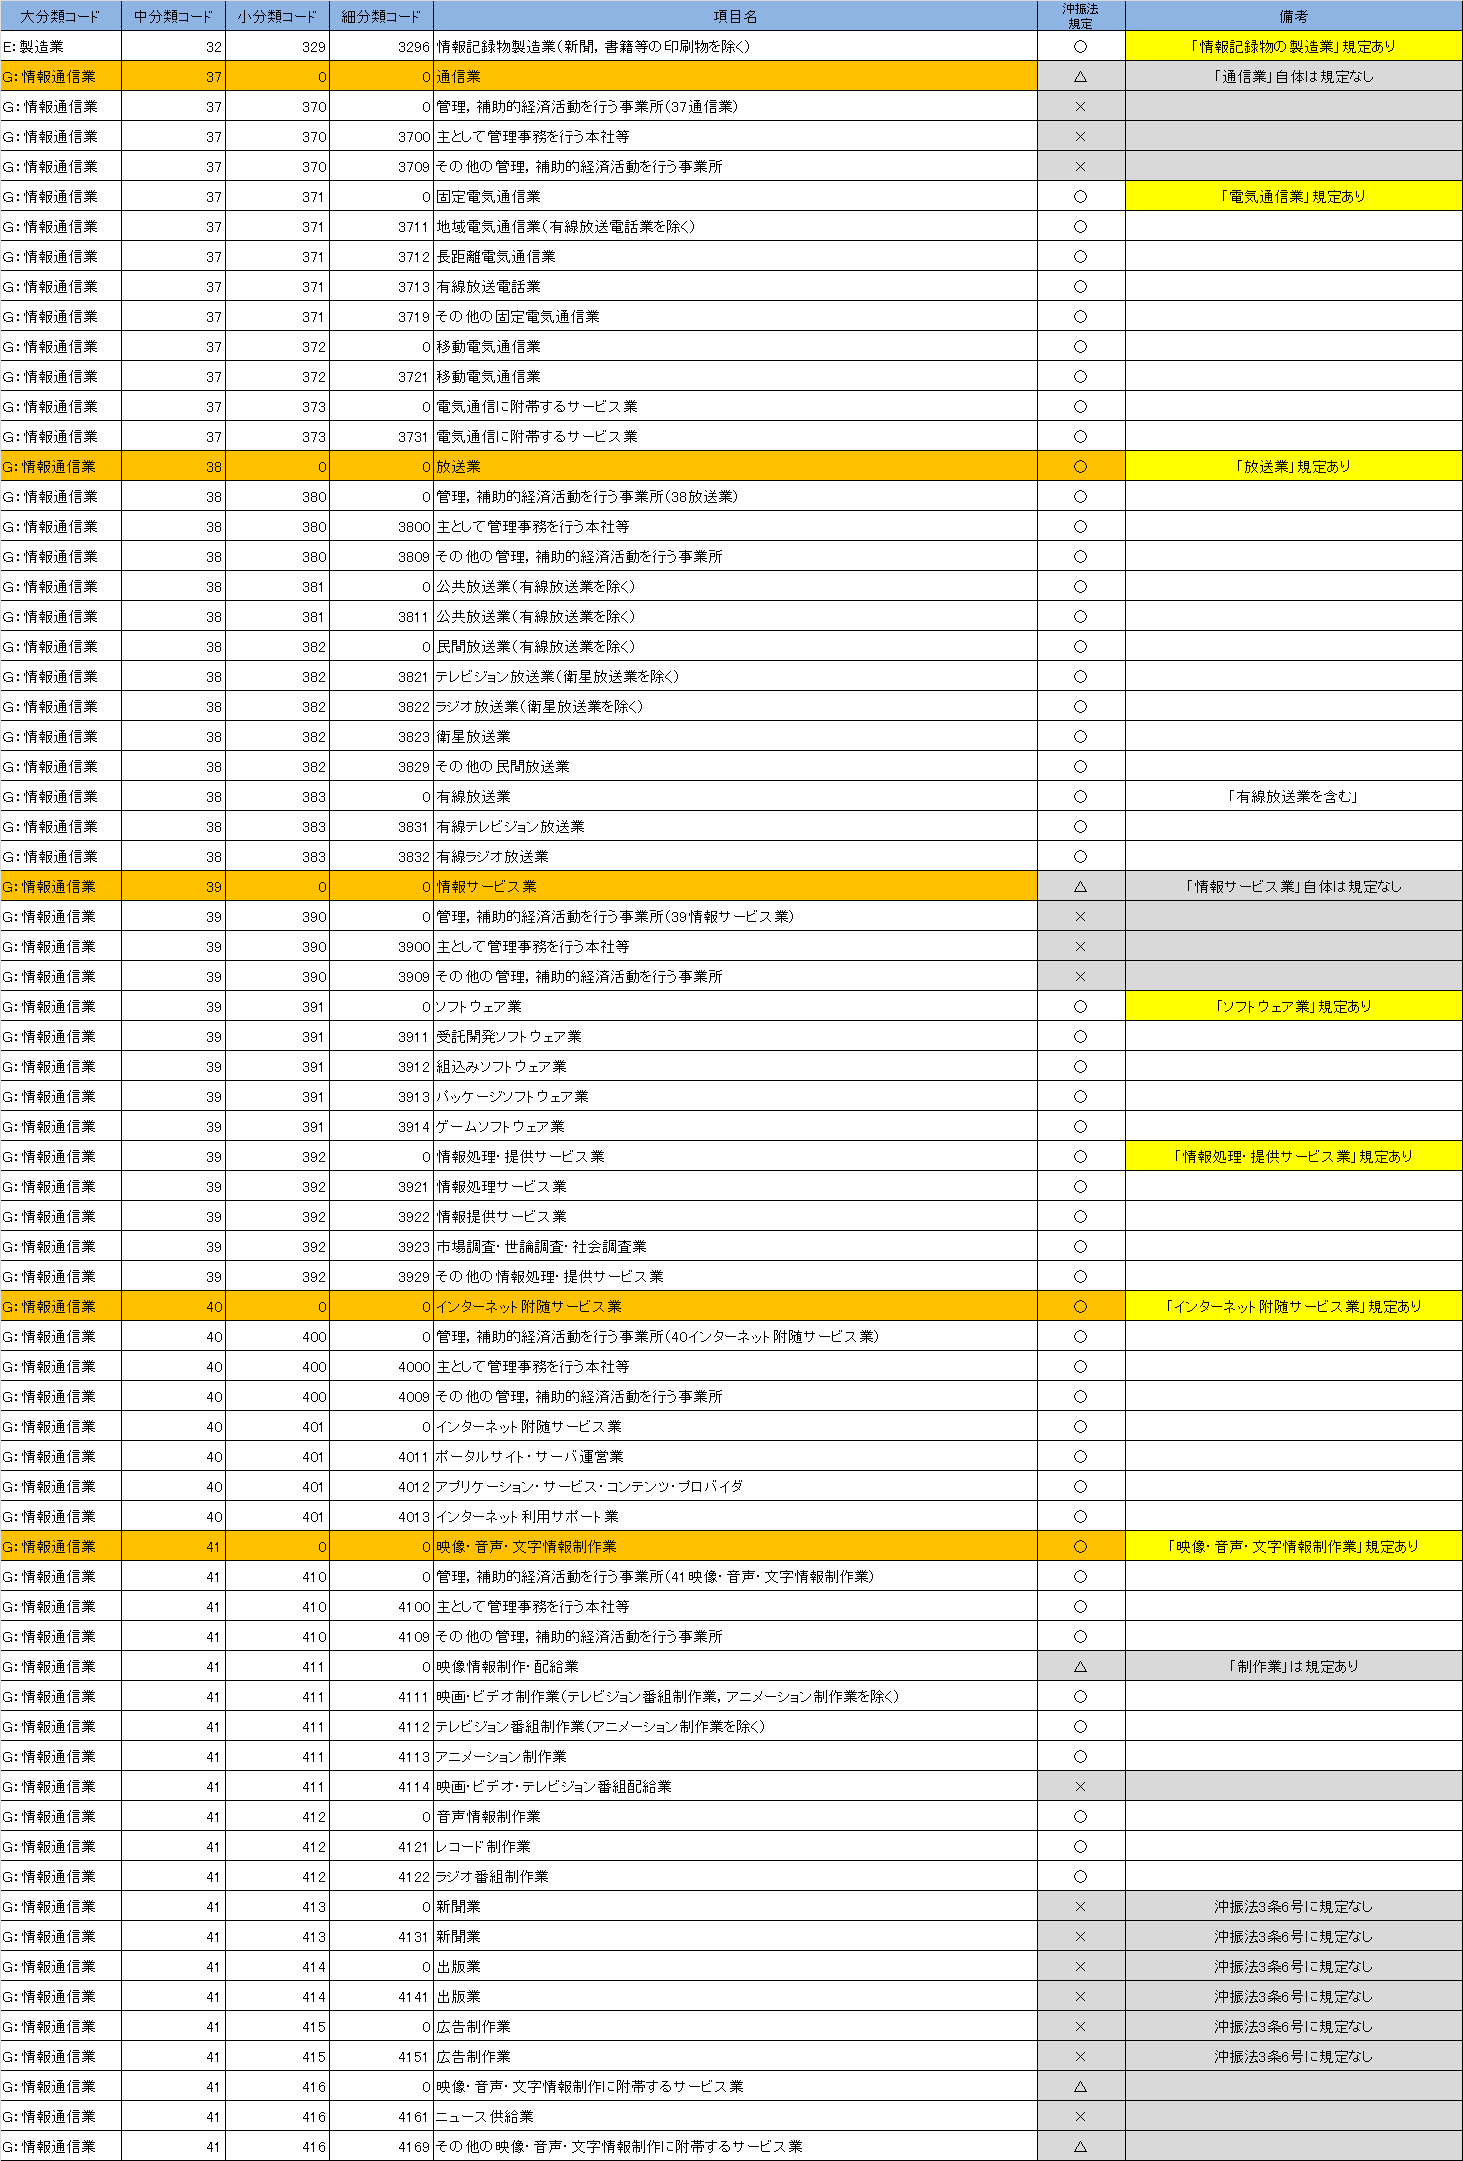 大分類コード 中分類コード 小分類コード 細分類コード 項目名 沖振法規定 備考
E：製造業 32 329 3296 情報記録物製造業（新聞，書籍等の印刷物を除く） ○ 「情報記録物の製造業」規定あり
G：情報通信業 37 0 0 通信業 △ 「通信業」自体は規定なし
G：情報通信業 37 370 0 管理，補助的経済活動を行う事業所（37通信業） ×
G：情報通信業 37 370 3700 主として管理事務を行う本社等 ×
G：情報通信業 37 370 3709 その他の管理，補助的経済活動を行う事業所 ×
G：情報通信業 37 371 0 固定電気通信業 ○ 「電気通信業」規定あり
G：情報通信業 37 371 3711 地域電気通信業（有線放送電話業を除く） ○
G：情報通信業 37 371 3712 長距離電気通信業 ○
G：情報通信業 37 371 3713 有線放送電話業 ○
G：情報通信業 37 371 3719 その他の固定電気通信業 ○
G：情報通信業 37 372 0 移動電気通信業 ○
G：情報通信業 37 372 3721 移動電気通信業 ○
G：情報通信業 37 373 0 電気通信に附帯するサービス業 ○
G：情報通信業 37 373 3731 電気通信に附帯するサービス業 ○
G：情報通信業 38 0 0 放送業 ○ 「放送業」規定あり
G：情報通信業 38 380 0 管理，補助的経済活動を行う事業所（38放送業） ○
G：情報通信業 38 380 3800 主として管理事務を行う本社等 ○
G：情報通信業 38 380 3809 その他の管理，補助的経済活動を行う事業所 ○
G：情報通信業 38 381 0 公共放送業（有線放送業を除く） ○
G：情報通信業 38 381 3811 公共放送業（有線放送業を除く） ○
G：情報通信業 38 382 0 民間放送業（有線放送業を除く） ○
G：情報通信業 38 382 3821 テレビジョン放送業（衛星放送業を除く） ○
G：情報通信業 38 382 3822 ラジオ放送業（衛星放送業を除く） ○
G：情報通信業 38 382 3823 衛星放送業 ○
G：情報通信業 38 382 3829 その他の民間放送業 ○
G：情報通信業 38 383 0 有線放送業 ○ 「有線放送業を含む」
G：情報通信業 38 383 3831 有線テレビジョン放送業 ○
G：情報通信業 38 383 3832 有線ラジオ放送業 ○
G：情報通信業 39 0 0 情報サービス業 △ 「情報サービス業」自体は規定なし
G：情報通信業 39 390 0 管理，補助的経済活動を行う事業所（39情報サービス業） ×
G：情報通信業 39 390 3900 主として管理事務を行う本社等 ×
G：情報通信業 39 390 3909 その他の管理，補助的経済活動を行う事業所 ×
G：情報通信業 39 391 0 ソフトウェア業 ○ 「ソフトウェア業」規定あり
G：情報通信業 39 391 3911 受託開発ソフトウェア業 ○
G：情報通信業 39 391 3912 組込みソフトウェア業 ○
G：情報通信業 39 391 3913 パッケージソフトウェア業 ○
G：情報通信業 39 391 3914 ゲームソフトウェア業 ○
G：情報通信業 39 392 0 情報処理・提供サービス業 ○ 「情報処理・提供サービス業」規定あり
G：情報通信業 39 392 3921 情報処理サービス業 ○
G：情報通信業 39 392 3922 情報提供サービス業 ○
G：情報通信業 39 392 3923 市場調査・世論調査・社会調査業 ○
G：情報通信業 39 392 3929 その他の情報処理・提供サービス業 ○
G：情報通信業 40 0 0 インターネット附随サービス業 ○ 「インターネット附随サービス業」規定あり
G：情報通信業 40 400 0 管理，補助的経済活動を行う事業所（40インターネット附随サービス業） ○
G：情報通信業 40 400 4000 主として管理事務を行う本社等 ○
G：情報通信業 40 400 4009 その他の管理，補助的経済活動を行う事業所 ○
G：情報通信業 40 401 0 インターネット附随サービス業 ○
G：情報通信業 40 401 4011 ポータルサイト・サーバ運営業 ○
G：情報通信業 40 401 4012 アプリケーション・サービス・コンテンツ・プロバイダ ○
G：情報通信業 40 401 4013 インターネット利用サポート業 ○
G：情報通信業 41 0 0 映像・音声・文字情報制作業 ○ 「映像・音声・文字情報制作業」規定あり
G：情報通信業 41 410 0 管理，補助的経済活動を行う事業所（41映像・音声・文字情報制作業） ○
G：情報通信業 41 410 4100 主として管理事務を行う本社等 ○
G：情報通信業 41 410 4109 その他の管理，補助的経済活動を行う事業所 ○
G：情報通信業 41 411 0 映像情報制作・配給業 △ 「制作業」は規定あり
G：情報通信業 41 411 4111 映画・ビデオ制作業（テレビジョン番組制作業，アニメーション制作業を除く） ○
G：情報通信業 41 411 4112 テレビジョン番組制作業（アニメーション制作業を除く） ○
G：情報通信業 41 411 4113 アニメーション制作業 ○
G：情報通信業 41 411 4114 映画・ビデオ・テレビジョン番組配給業 ×
G：情報通信業 41 412 0 音声情報制作業 ○
G：情報通信業 41 412 4121 レコード制作業 ○
G：情報通信業 41 412 4122 ラジオ番組制作業 ○
G：情報通信業 41 413 0 新聞業 × 沖振法3条6号に規定なし
G：情報通信業 41 413 4131 新聞業 × 沖振法3条6号に規定なし
G：情報通信業 41 414 0 出版業 × 沖振法3条6号に規定なし
G：情報通信業 41 414 4141 出版業 × 沖振法3条6号に規定なし
G：情報通信業 41 415 0 広告制作業 × 沖振法3条6号に規定なし
G：情報通信業 41 415 4151 広告制作業 × 沖振法3条6号に規定なし
G：情報通信業 41 416 0 映像・音声・文字情報制作に附帯するサービス業 △
G：情報通信業 41 416 4161 ニュース供給業 ×
G：情報通信業 41 416 4169 その他の映像・音声・文字情報制作に附帯するサービス業 △